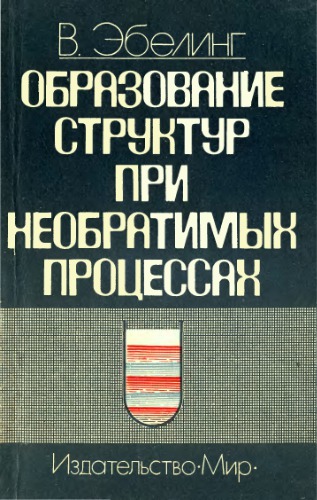 В. Эбелинг
ОБРАЗОВАНИЕ
СТРУКТУР
ПРИ
НЕОБРАТИМЫХ
ПРОЦЕССАХ
Издательство·Мир·